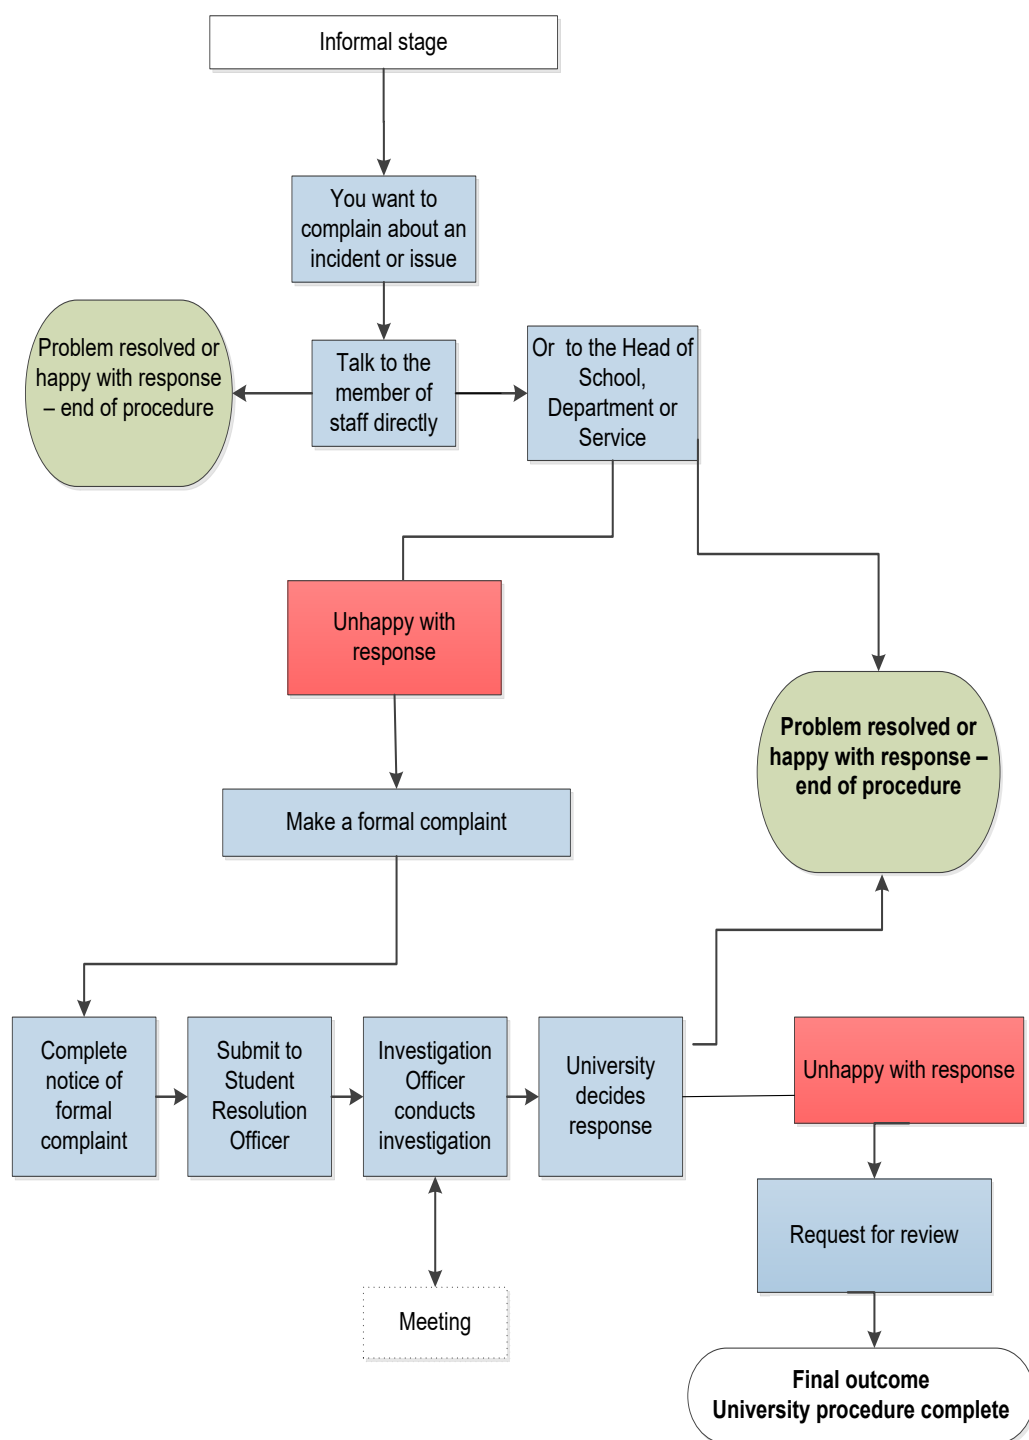 Informal stage
You want to
complain about an
incident or issue
Problem resolved or
happy with response
– end of procedure
Talk to the
member of
staff directly
Or to the Head of
School,
Department or
Service
Unhappy with
response
Problem resolved or
happy with response –
end of procedure
Make a formal complaint
Complete
notice of
formal
complaint
Submit to
Student
Resolution
Officer
Investigation
Officer
conducts
investigation
University
decides
response
Unhappy with response
Request for review
Meeting
Final outcome
University procedure complete